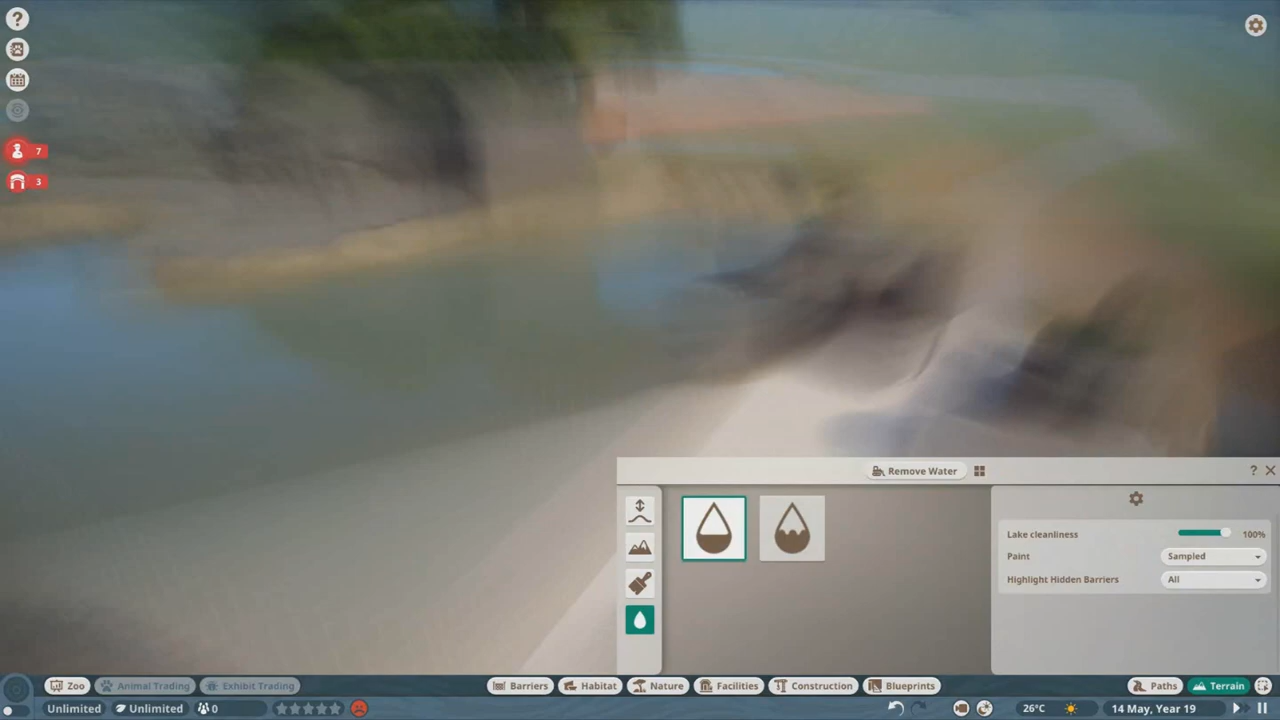 ?
7
3
Remove Water
?
Lake cleanliness 100%
Paint Sampled
Highlight Hidden Barriers All
Zoo Animal Trading Exhibit Trading Barriers Habitat Nature Facilities Construction Blueprints Paths Terrain
Unlimited Unlimited 0 26°C 14 May, Year 19